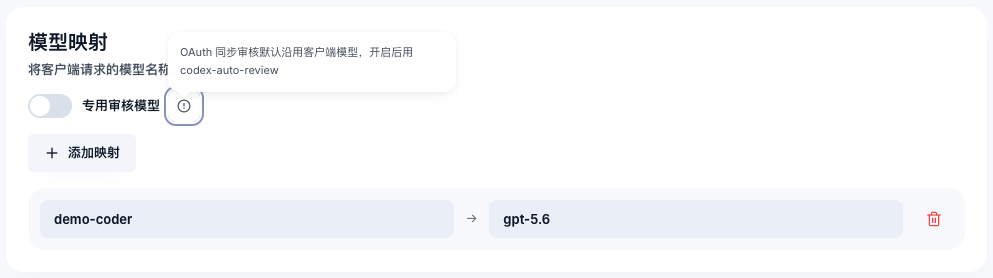 模型映射
OAuth 同步审核默认沿用客户端模型，开启后用
codex-auto-review
将客户端请求的模型名称
专用审核模型
添加映射
demo-coder → gpt-5.6